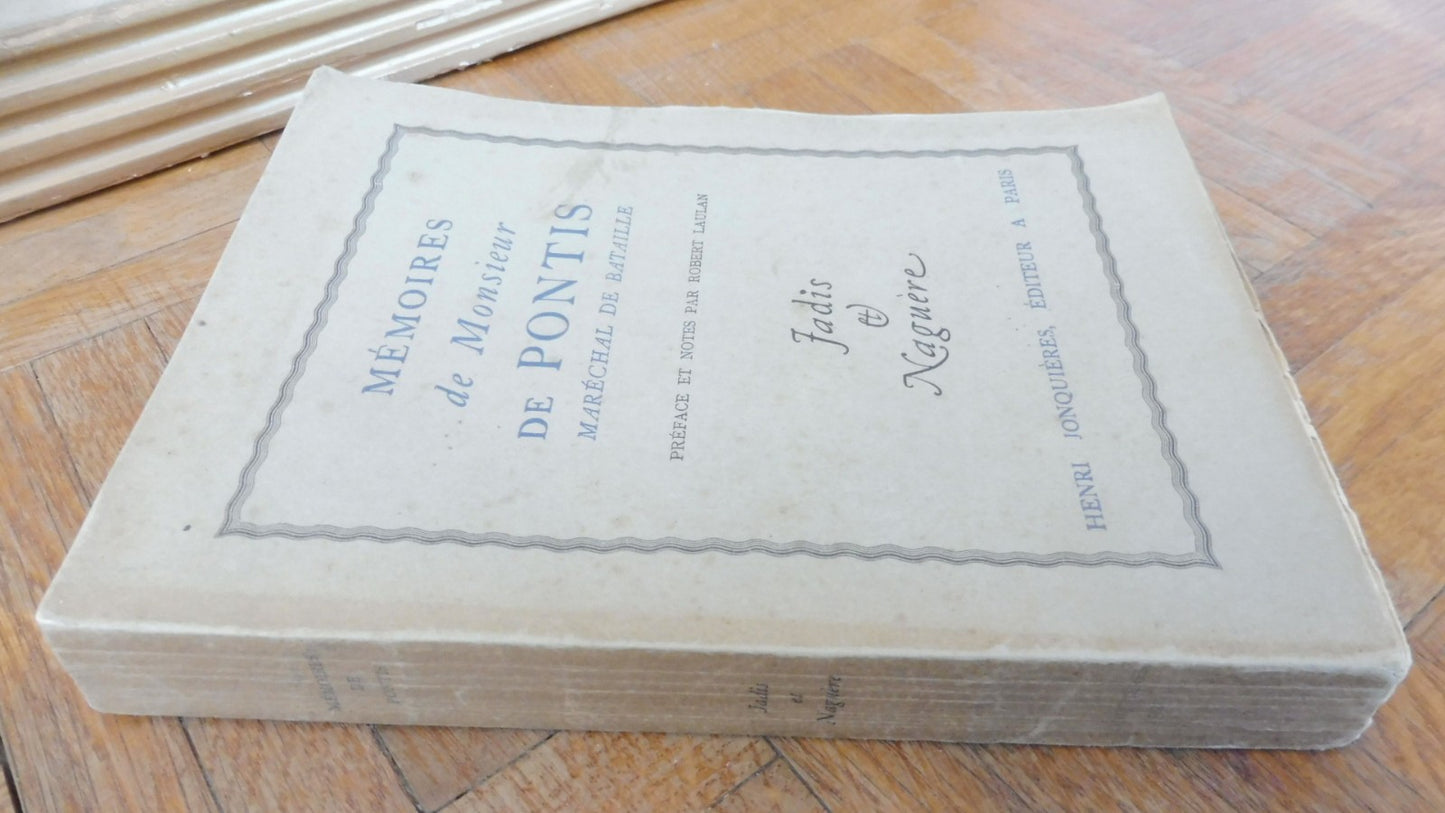 MÉMOIRES
de Monsieur
DE PONTIS
MARÉCHAL DE BATAILLE
PRÉFACE ET NOTES PAR ROBERT LAULAN
Jadis
&
Naguère
HENRI JONQUIÈRES, ÉDITEUR A PARIS
MÉMOIRES
DE
PONTIS
Jadis
et
Naguère